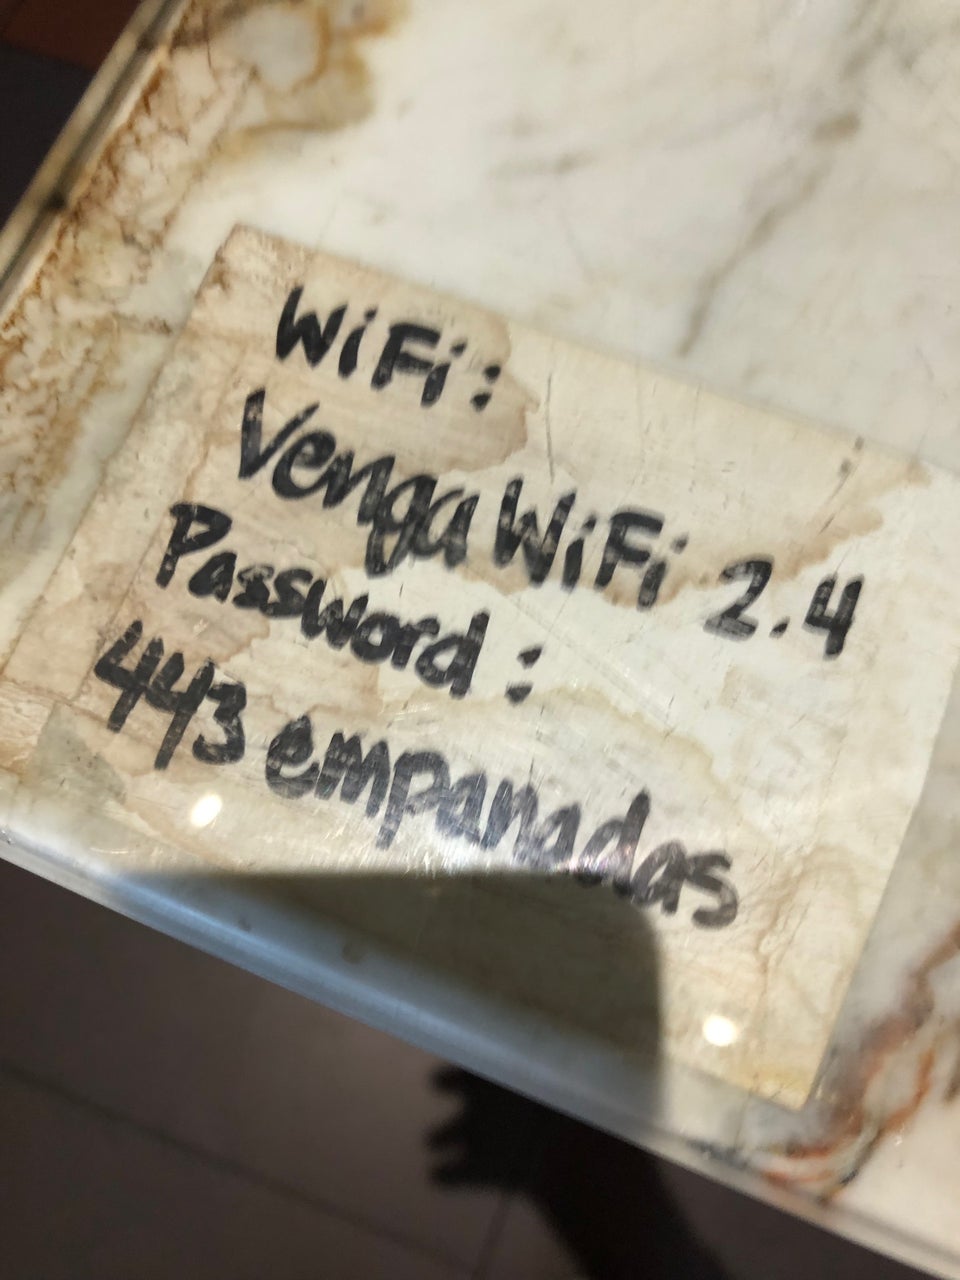 WiFi:
Venga WiFi 2.4
Password:
443 empanadas